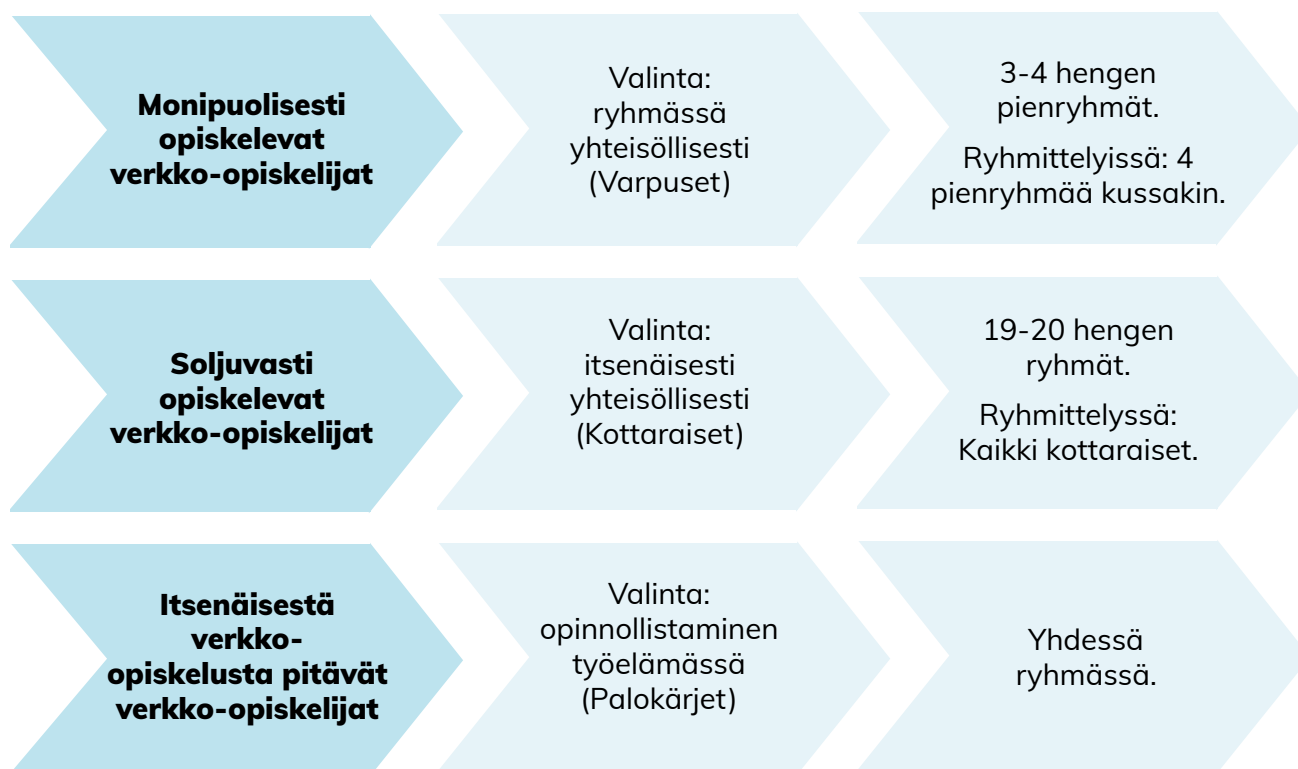 Monipuolisesti
opiskelevat
verkko-opiskelijat
Valinta:
ryhmässä
yhteisöllisesti
(Varpuset)
3-4 hengen
pienryhmät.
Ryhmittelyissä: 4
pienryhmää kussakin.
Soljuvasti
opiskelevat
verkko-opiskelijat
Valinta:
itsenäisesti
yhteisöllisesti
(Kottaraiset)
19-20 hengen
ryhmät.
Ryhmittelyssä:
Kaikki kottaraiset.
Itsenäisestä
verkko-
opiskelusta pitävät
verkko-opiskelijat
Valinta:
opinnollistaminen
työelämässä
(Palokärjet)
Yhdessä
ryhmässä.